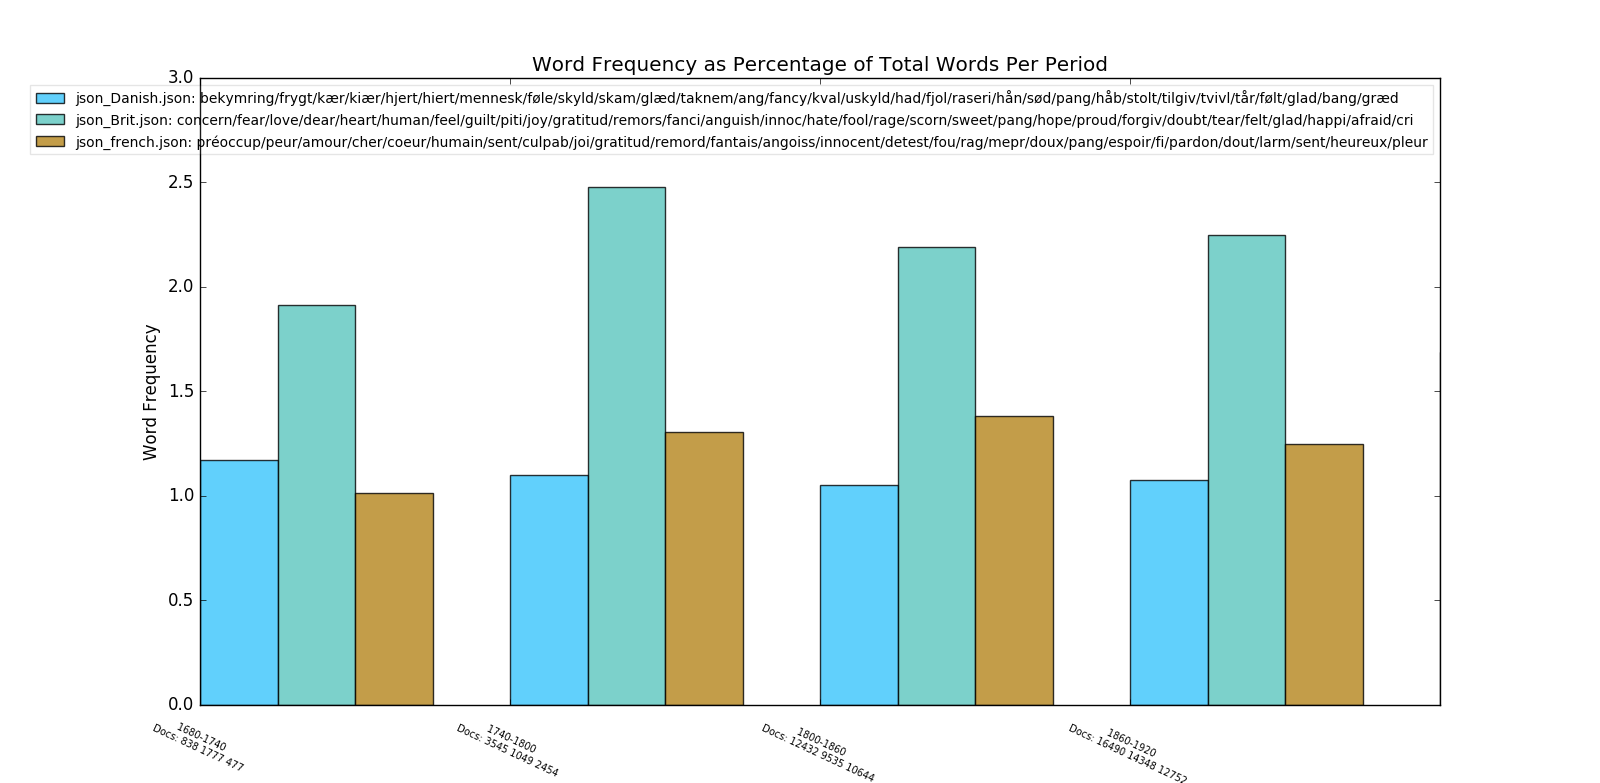 Word Frequency as Percentage of Total Words Per Period
json_Danish.json: bekymring/frygt/kær/kiær/hjert/hiert/mennesk/føle/skyld/skam/glæd/taknem/ang/fancy/kval/uskyld/had/fjol/raseri/hån/sød/pang/håb/stolt/tilgiv/tvivl/tår/følt/glad/bang/græd
json_Brit.json: concern/fear/love/dear/heart/human/feel/guilt/piti/joy/gratitud/remors/fanci/anguish/innoc/hate/fool/rage/scorn/sweet/pang/hope/proud/forgiv/doubt/tear/felt/glad/happi/afraid/cri
json_french.json: préoccup/peur/amour/cher/coeur/humain/sent/culpab/joi/gratitud/remord/fantais/angoiss/innocent/detest/fou/rag/mepr/doux/pang/espoir/fi/pardon/dout/larm/sent/heureux/pleur
3.0
2.5
2.0
1.5
1.0
0.5
0.0
Word Frequency
1680-1740
Docs: 838 1777 477
1740-1800
Docs: 3545 1049 2454
1800-1860
Docs: 12432 9535 10644
1860-1920
Docs: 16490 14348 12752